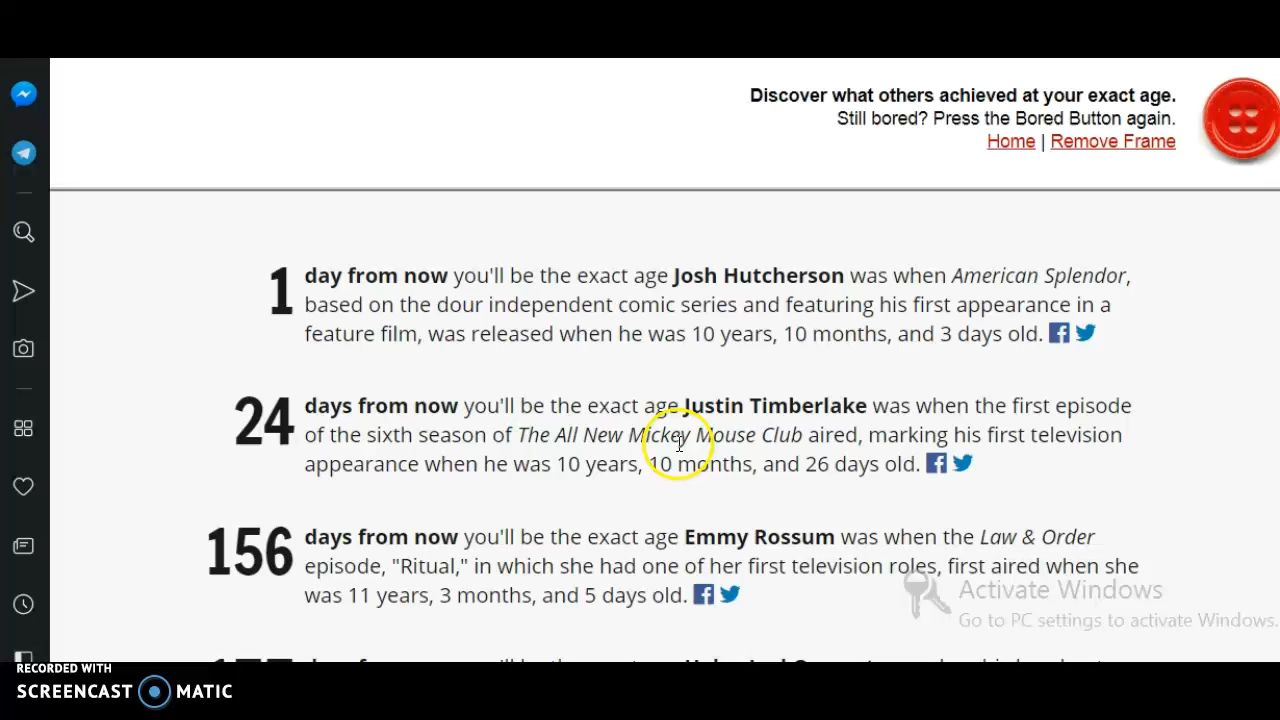 Discover what others achieved at your exact age.
Still bored? Press the Bored Button again.
Home | Remove Frame
1 day from now you'll be the exact age Josh Hutcherson was when American Splendor,
based on the dour independent comic series and featuring his first appearance in a
feature film, was released when he was 10 years, 10 months, and 3 days old.
24 days from now you'll be the exact age Justin Timberlake was when the first episode
of the sixth season of The All New Mickey Mouse Club aired, marking his first television
appearance when he was 10 years, 10 months, and 26 days old.
156 days from now you'll be the exact age Emmy Rossum was when the Law & Order
episode, "Ritual," in which she had one of her first television roles, first aired when she
was 11 years, 3 months, and 5 days old.
Activate Windows
Go to PC settings to activate Windows.
RECORDED WITH
SCREENCAST MATIC